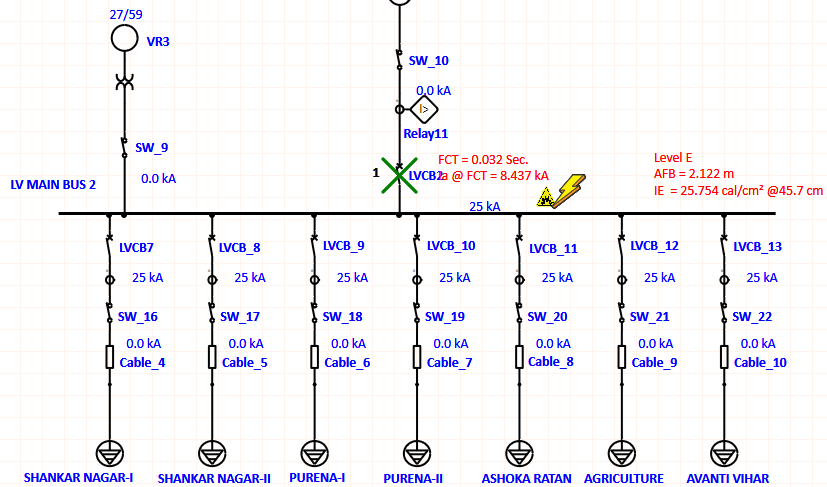 27/59
VR3
SW_10
0.0 kA
I>
Relay11
SW_9
0.0 kA
1
LVCB2
FCT = 0.032 Sec.
Ia @ FCT = 8.437 kA
Level E
AFB = 2.122 m
IE = 25.754 cal/cm² @45.7 cm
LV MAIN BUS 2
25 kA
LVCB7 LVCB_8 LVCB_9 LVCB_10 LVCB_11 LVCB_12 LVCB_13
25 kA 25 kA 25 kA 25 kA 25 kA 25 kA 25 kA
SW_16 SW_17 SW_18 SW_19 SW_20 SW_21 SW_22
0.0 kA 0.0 kA 0.0 kA 0.0 kA 0.0 kA 0.0 kA 0.0 kA
Cable_4 Cable_5 Cable_6 Cable_7 Cable_8 Cable_9 Cable_10
SHANKAR NAGAR-I SHANKAR NAGAR-II PURENA-I PURENA-II ASHOKA RATAN AGRICULTURE AVANTI VIHAR